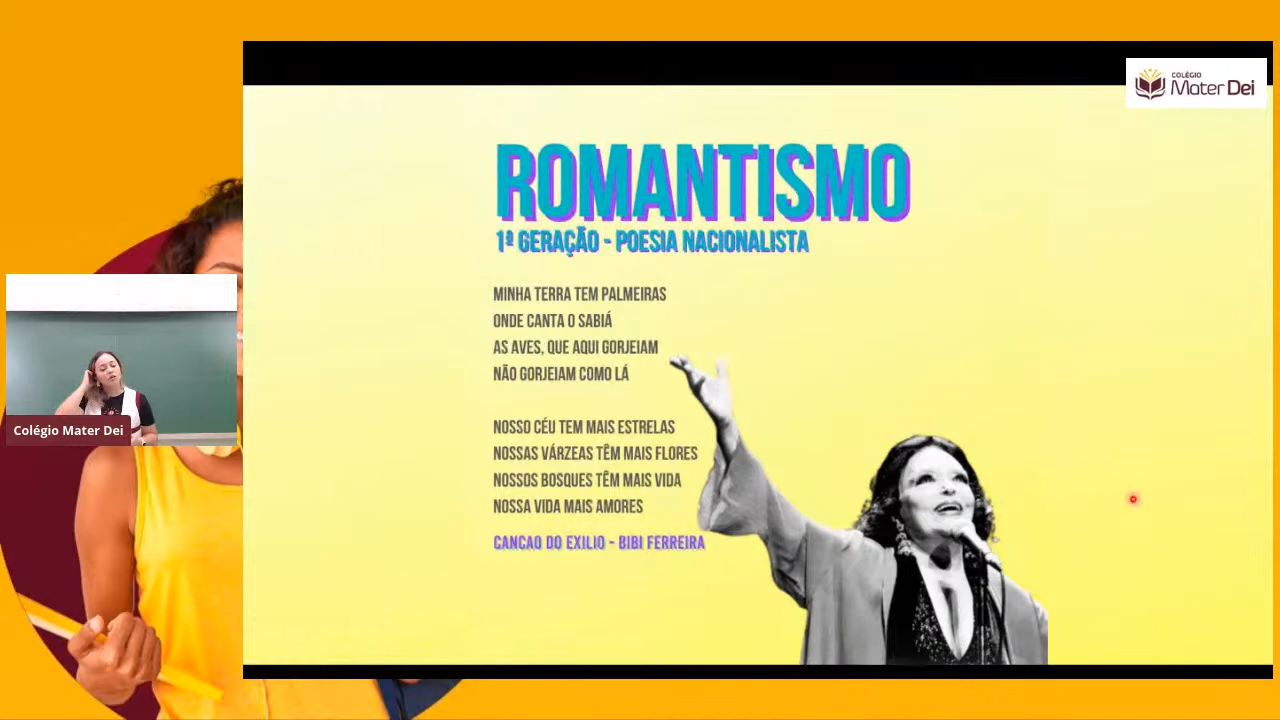 COLÉGIO
Mater Dei
ROMANTISMO
1ª GERAÇÃO - POESIA NACIONALISTA
MINHA TERRA TEM PALMEIRAS
ONDE CANTA O SABIÁ
AS AVES, QUE AQUI GORJEIAM
NÃO GORJEIAM COMO LÁ
NOSSO CÉU TEM MAIS ESTRELAS
NOSSAS VÁRZEAS TÊM MAIS FLORES
NOSSOS BOSQUES TÊM MAIS VIDA
NOSSA VIDA MAIS AMORES
CANCAO DO EXILIO - BIBI FERREIRA
Colégio Mater Dei